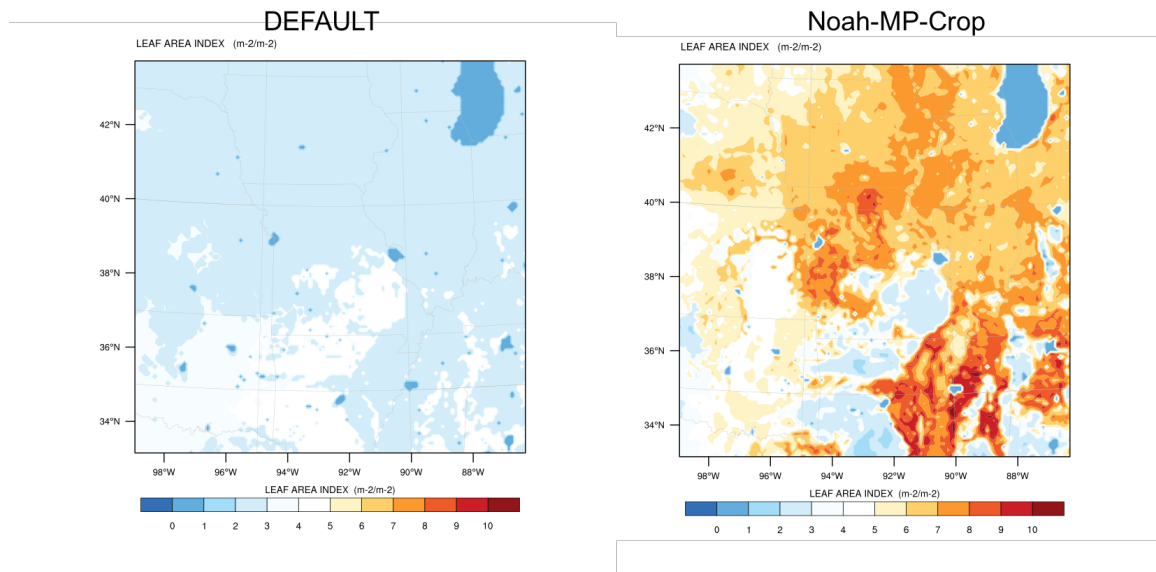 DEFAULT
LEAF AREA INDEX (m-2/m-2)
42°N
40°N
38°N
36°N
34°N
98°W 96°W 94°W 92°W 90°W 88°W
LEAF AREA INDEX (m-2/m-2)
0 1 2 3 4 5 6 7 8 9 10
Noah-MP-Crop
LEAF AREA INDEX (m-2/m-2)
42°N
40°N
38°N
36°N
34°N
98°W 96°W 94°W 92°W 90°W 88°W
LEAF AREA INDEX (m-2/m-2)
0 1 2 3 4 5 6 7 8 9 10